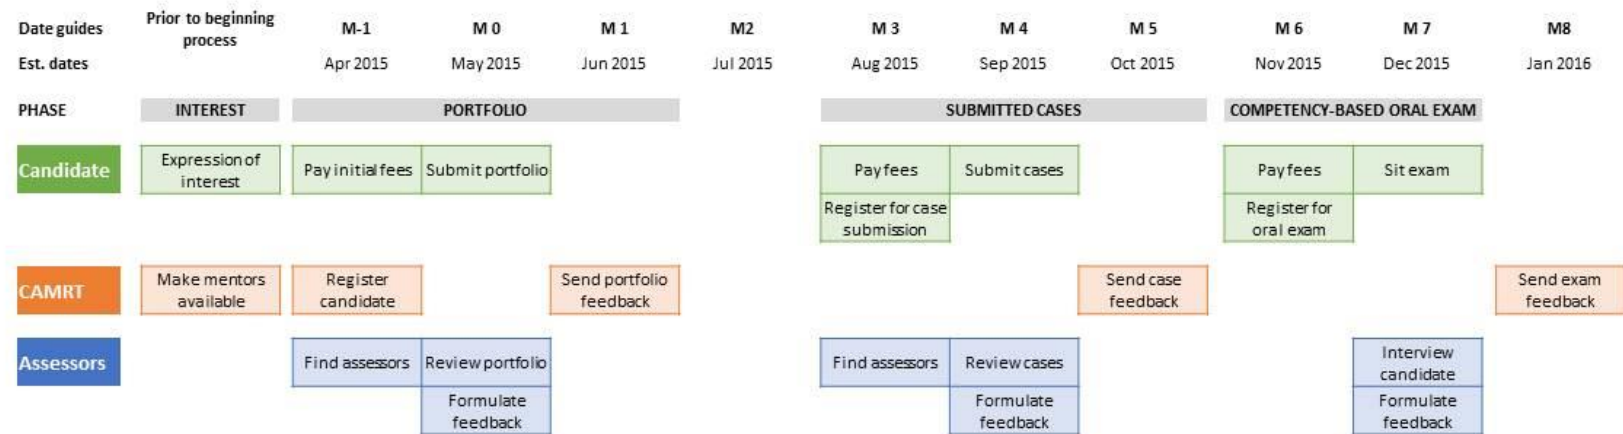 Date guides Prior to beginning M-1 M 0 M 1 M2 M 3 M 4 M 5 M 6 M 7 M8
process
Est. dates Apr 2015 May 2015 Jun 2015 Jul 2015 Aug 2015 Sep 2015 Oct 2015 Nov 2015 Dec 2015 Jan 2016
PHASE INTEREST PORTFOLIO SUBMITTED CASES COMPETENCY-BASED ORAL EXAM
Candidate
Expression of
interest
Pay initial fees
Submit portfolio
Pay fees
Submit cases
Pay fees
Sit exam
Register for case
submission
Register for
oral exam
CAMRT
Make mentors
available
Register
candidate
Send portfolio
feedback
Send case
feedback
Send exam
feedback
Assessors
Find assessors
Review portfolio
Find assessors
Review cases
Interview
candidate
Formulate
feedback
Formulate
feedback
Formulate
feedback